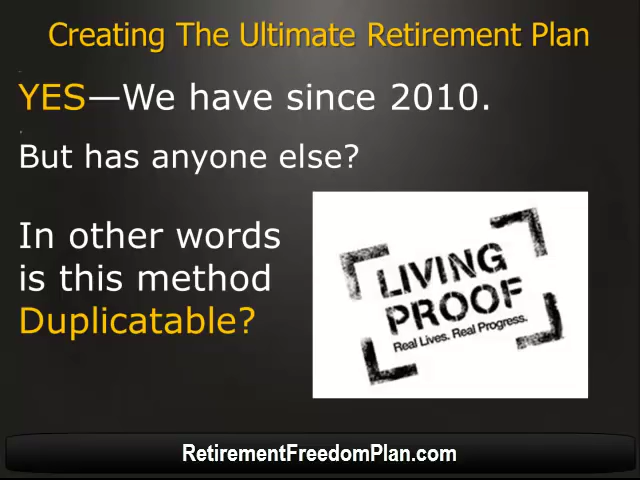 Creating The Ultimate Retirement Plan
YES—We have since 2010.
But has anyone else?
In other words
is this method
Duplicatable?
LIVING
PROOF
Real Lives. Real Progress.
RetirementFreedomPlan.com